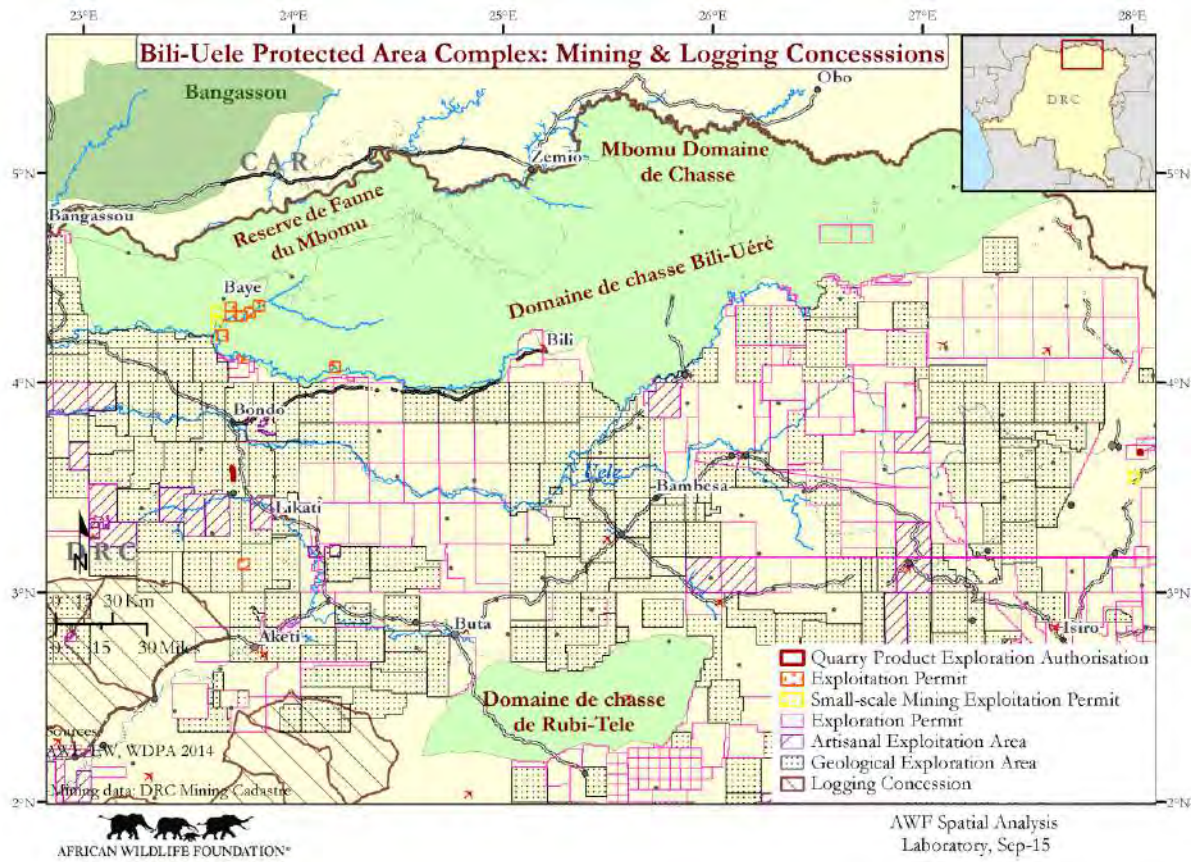 23°E 24°E 25°E 26°E 27°E 28°E
Bili-Uele Protected Area Complex: Mining & Logging Concesssions
Obo
Bangassou
DRC
CAR
Zemio
Mbomu Domaine
de Chasse
5°N 5°N
Bangassou
Reserve de Faune
du Mbomu
Domaine de chasse Bili-Uéré
Baye
Bili
4°N 4°N
Bondo
Uele
Bambesa
Likati
DRC
N
3°N 3°N
0 15 30 Km
0 15 30 Miles
Aketi
Buta
Isiro
Domaine de chasse
de Rubi-Tele
Quarry Product Exploration Authorisation
Exploitation Permit
Small-scale Mining Exploitation Permit
Exploration Permit
Artisanal Exploitation Area
Geological Exploration Area
Logging Concession
Sources
WDPA 2014
Mining data: DRC Mining Cadastre
2°N 2°N
AFRICAN WILDLIFE FOUNDATION®
AWF Spatial Analysis
Laboratory, Sep-15